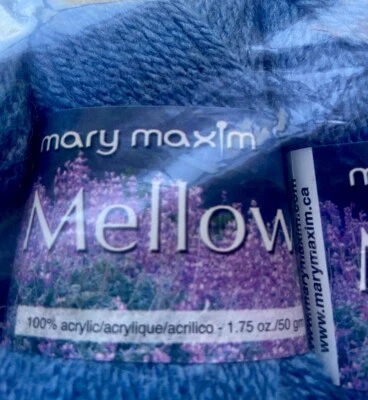 mary maxim
Mellow
100% acrylic/acrylique/acrilico - 1.75 oz./50 gm
www.marymaxim.com
www.marymaxim.ca